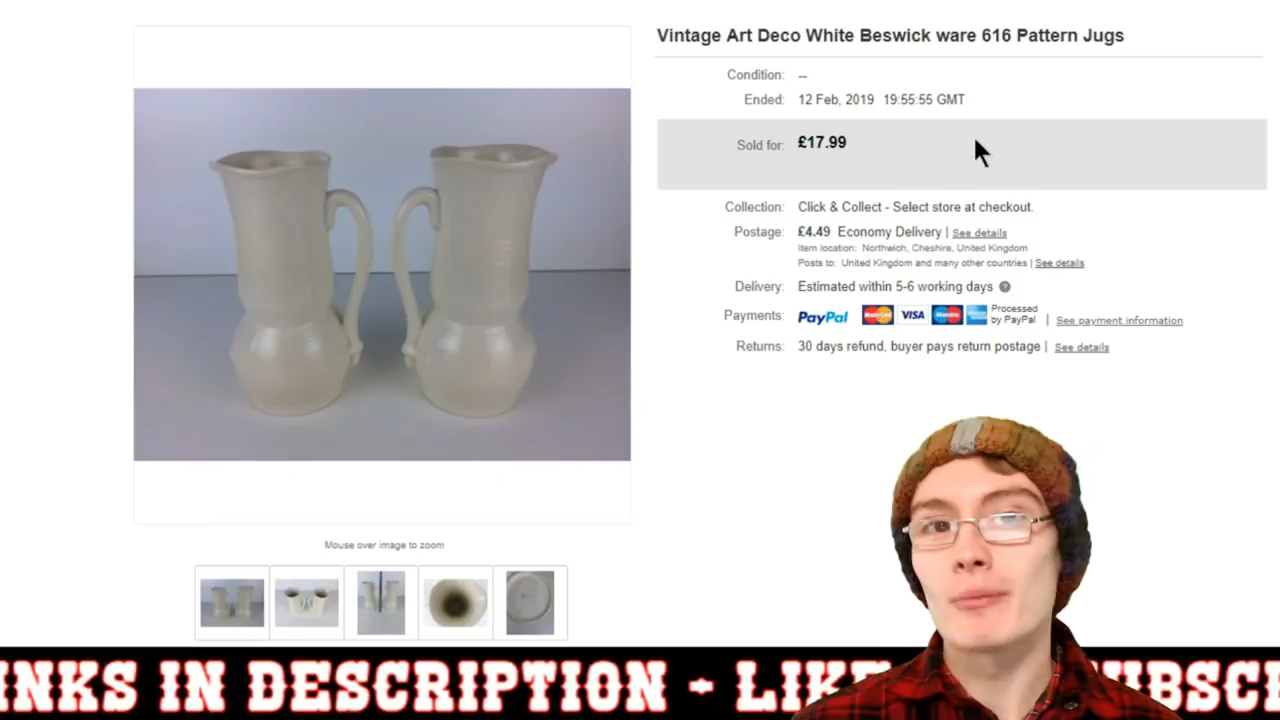 Vintage Art Deco White Beswick ware 616 Pattern Jugs
Condition: --
Ended: 12 Feb, 2019 19:55:55 GMT
Sold for: £17.99
Collection: Click & Collect - Select store at checkout.
Postage: £4.49 Economy Delivery | See details
Item location: Northwich, Cheshire, United Kingdom
Posts to: United Kingdom and many other countries | See details
Delivery: Estimated within 5-6 working days ?
Payments: PayPal MasterCard VISA Maestro Processed by PayPal | See payment information
Returns: 30 days refund, buyer pays return postage | See details
Mouse over image to zoom
INKS IN DESCRIPTION - LIKE UBSC